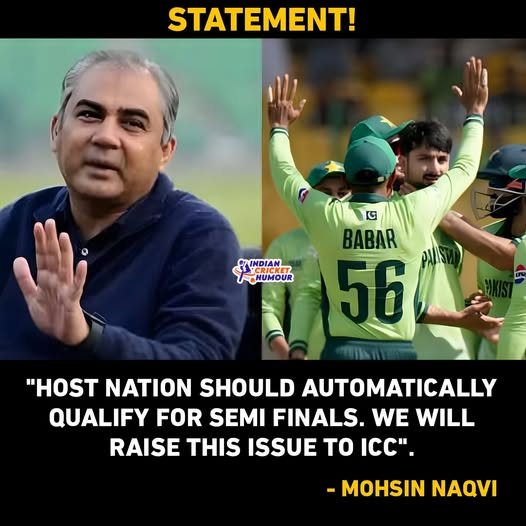 STATEMENT!
INDIAN
CRICKET
HUMOUR
BABAR
56
PAKISTAN
"HOST NATION SHOULD AUTOMATICALLY
QUALIFY FOR SEMI FINALS. WE WILL
RAISE THIS ISSUE TO ICC".
- MOHSIN NAQVI